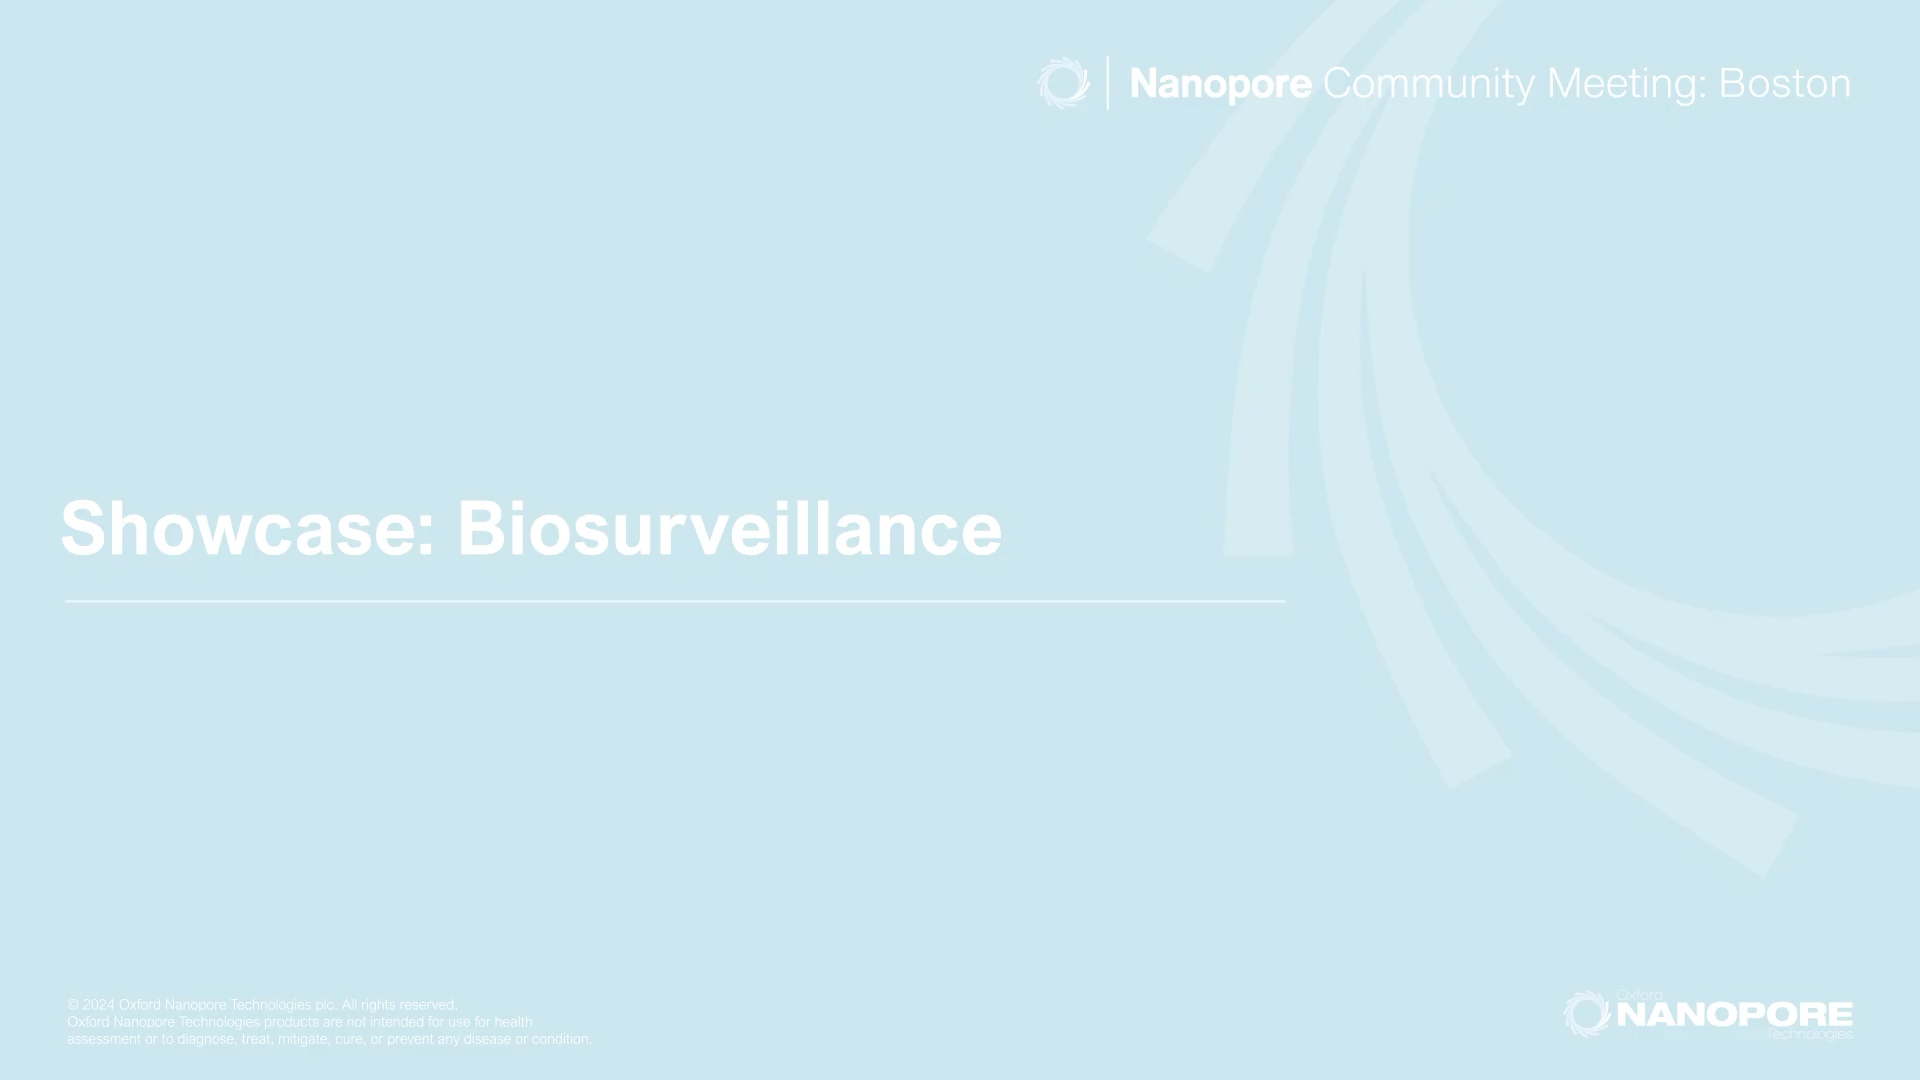 Nanopore Community Meeting: Boston
Showcase: Biosurveillance
© 2024 Oxford Nanopore Technologies plc. All rights reserved.
Oxford Nanopore Technologies products are not intended for use for health
assessment or to diagnose, treat, mitigate, cure, or prevent any disease or condition.
Oxford
NANOPORE
Technologies